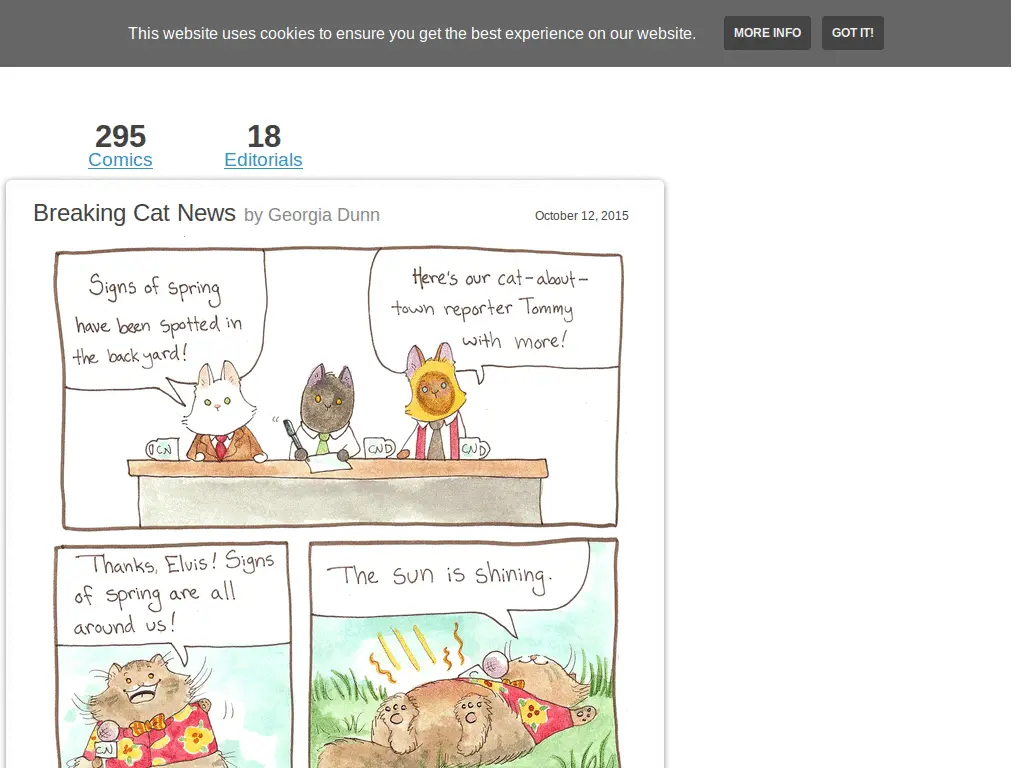 This website uses cookies to ensure you get the best experience on our website.
MORE INFO
GOT IT!
295
Comics
18
Editorials
Breaking Cat News by Georgia Dunn
October 12, 2015
Signs of spring
have been spotted in
the backyard!
Here's our cat-about-
town reporter Tommy
with more!
CN
CND
CND
Thanks, Elvis! Signs
of spring are all
around us!
The sun is shining.
CN